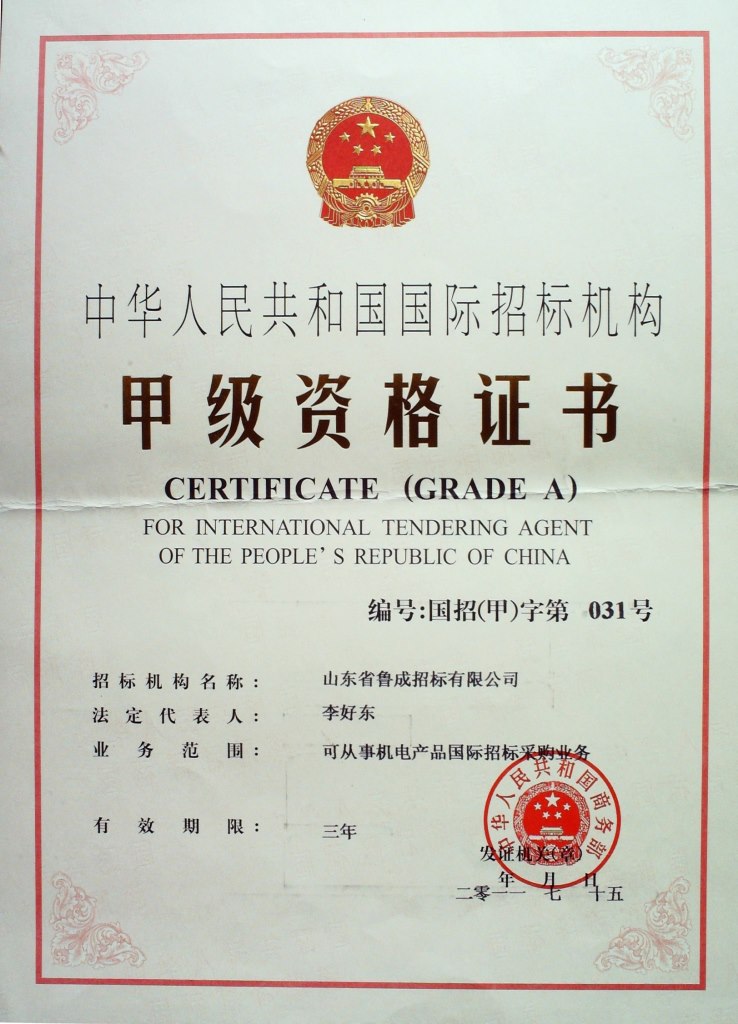 中华人民共和国国际招标机构
甲级资格证书
CERTIFICATE (GRADE A)
FOR INTERNATIONAL TENDERING AGENT
OF THE PEOPLE'S REPUBLIC OF CHINA
编号:国招(甲)字第 031号
招标机构名称: 山东省鲁成招标有限公司
法定代表人: 李好东
业务范围: 可从事机电产品国际招标采购业务
有效期限: 三年
中华人民共和国商务部
发证机关(章)
年 月 日
二零一一 七 十五